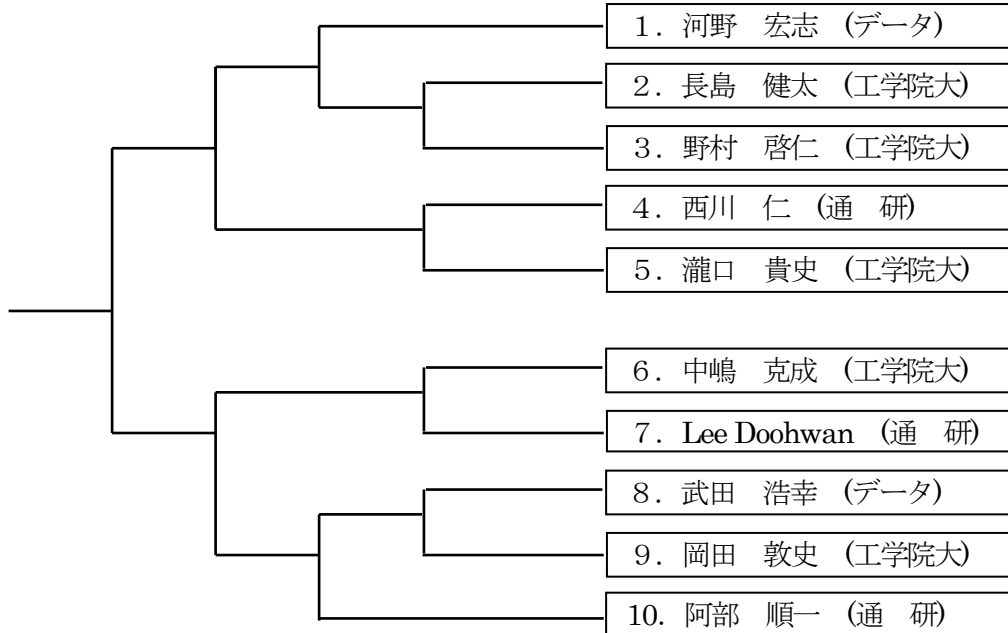 １．河野　宏志　(データ)
２．長島　健太　(工学院大)
３．野村　啓仁　(工学院大)
４．西川　仁　(通　研)
５．瀧口　貴史　(工学院大)
６．中嶋　克成　(工学院大)
７．Lee Doohwan　(通　研)
８．武田　浩幸　(データ)
９．岡田　敦史　(工学院大)
10．阿部　順一　(通　研)